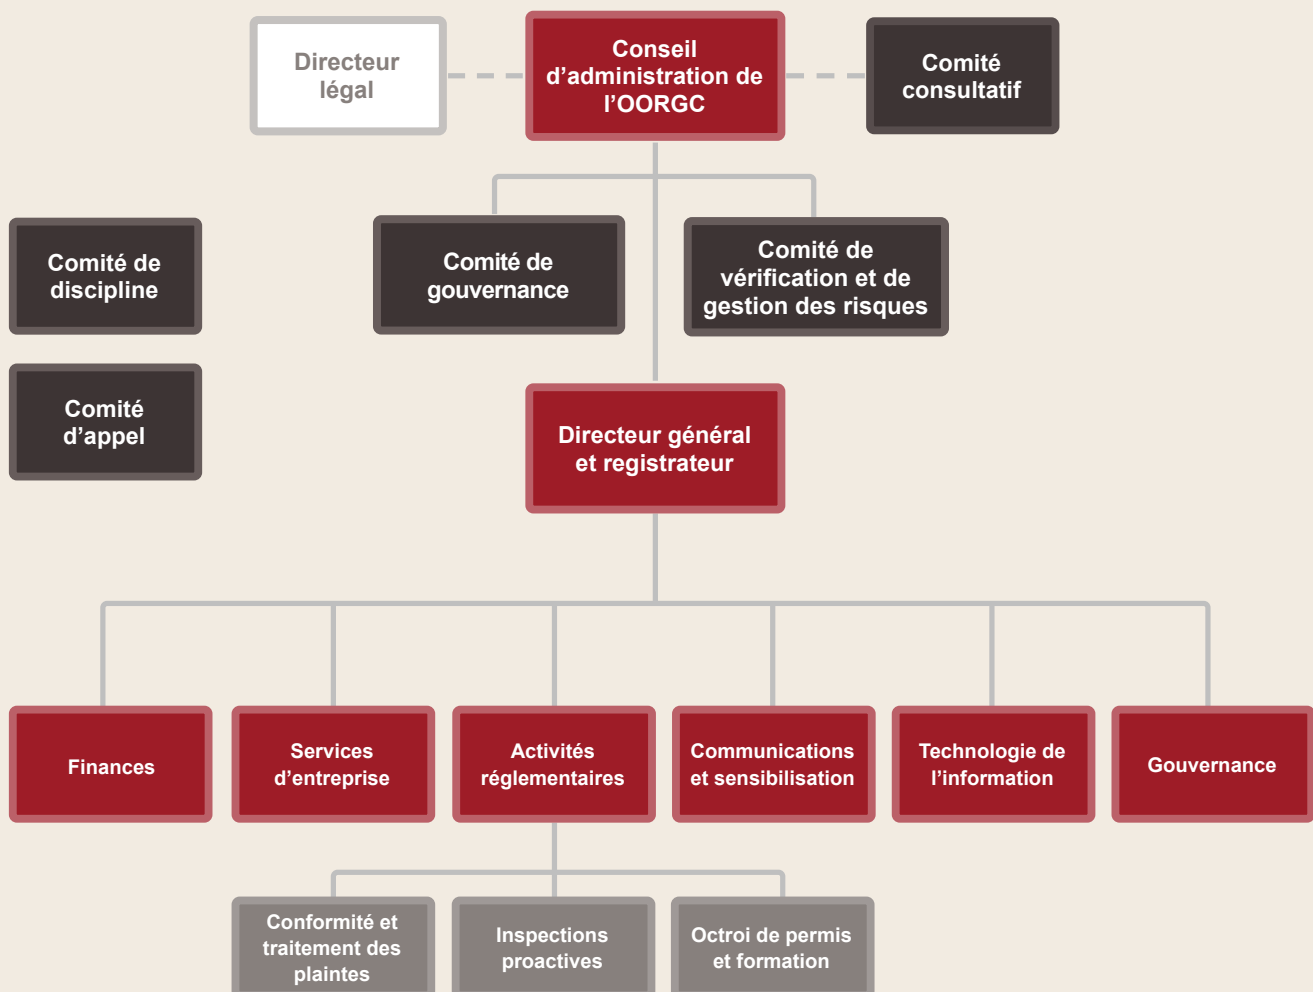 Directeur
légal
Conseil
d’administration de
l’OORGC
Comité
consultatif
Comité de
discipline
Comité de
gouvernance
Comité de
vérification et de
gestion des risques
Comité
d’appel
Directeur général
et registrateur
Finances
Services
d’entreprise
Activités
réglementaires
Communications
et sensibilisation
Technologie de
l’information
Gouvernance
Conformité et
traitement des
plaintes
Inspections
proactives
Octroi de permis
et formation